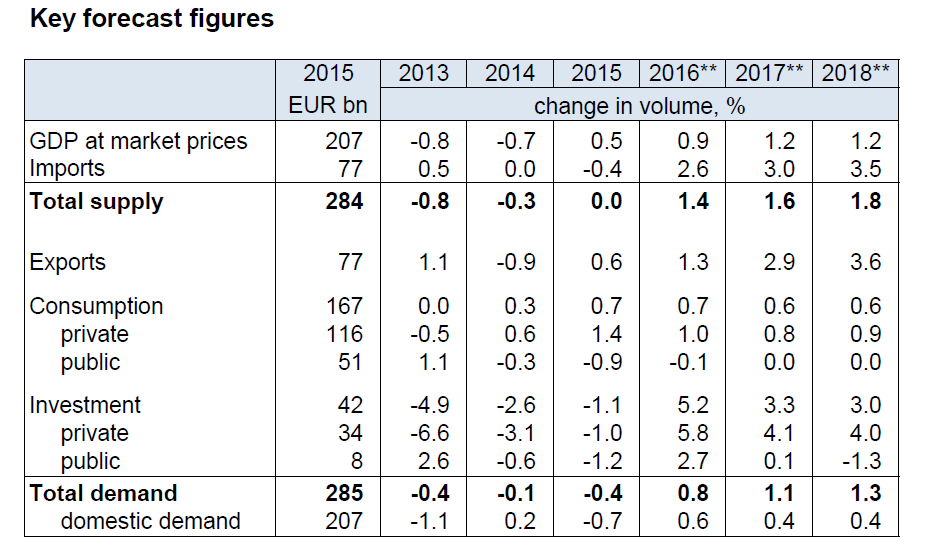 Key forecast figures
2015 2013 2014 2015 2016** 2017** 2018**
EUR bn change in volume, %
GDP at market prices 207 -0.8 -0.7 0.5 0.9 1.2 1.2
Imports 77 0.5 0.0 -0.4 2.6 3.0 3.5
Total supply 284 -0.8 -0.3 0.0 1.4 1.6 1.8
Exports 77 1.1 -0.9 0.6 1.3 2.9 3.6
Consumption 167 0.0 0.3 0.7 0.7 0.6 0.6
private 116 -0.5 0.6 1.4 1.0 0.8 0.9
public 51 1.1 -0.3 -0.9 -0.1 0.0 0.0
Investment 42 -4.9 -2.6 -1.1 5.2 3.3 3.0
private 34 -6.6 -3.1 -1.0 5.8 4.1 4.0
public 8 2.6 -0.6 -1.2 2.7 0.1 -1.3
Total demand 285 -0.4 -0.1 -0.4 0.8 1.1 1.3
domestic demand 207 -1.1 0.2 -0.7 0.6 0.4 0.4